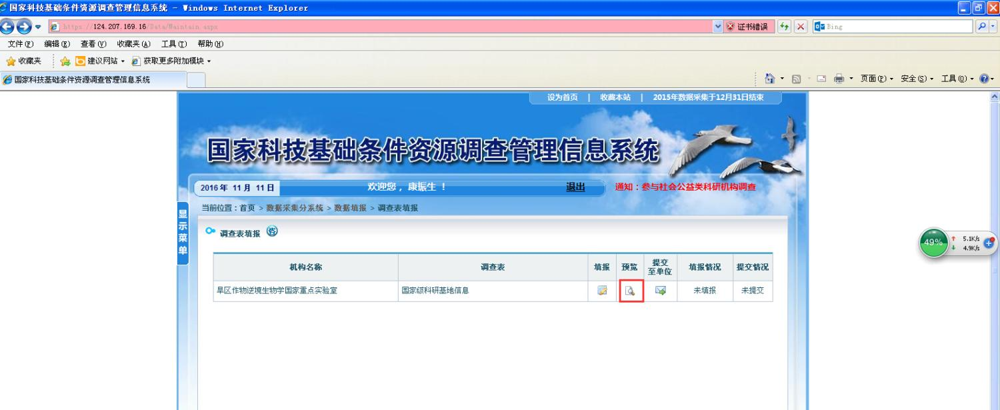 国家科技基础条件资源调查管理信息系统 - Windows Internet Explorer
https://124.207.169.16/Data/Maintain.aspx 证书错误 Bing
文件(F) 编辑(E) 查看(V) 收藏夹(A) 工具(T) 帮助(H)
收藏夹 建议网站 获取更多附加模块
国家科技基础条件资源调查管理信息系统 页面(P) 安全(S) 工具(O)
设为首页 | 收藏本站 | 2015年数据采集于12月31日结束
国家科技基础条件资源调查管理信息系统
2016年 11月 11日 欢迎您，康振生！ 退出 通知：参与社会公益类科研机构调查
当前位置：首页 > 数据采集分系统 > 数据填报 > 调查表填报
显示菜单
调查表填报 咨
49% 5.1K/s
4.9K/s
机构名称 调查表 填报 预览 提交至单位 填报情况 提交情况
旱区作物逆境生物学国家重点实验室 国家级科研基地信息 未填报 未提交